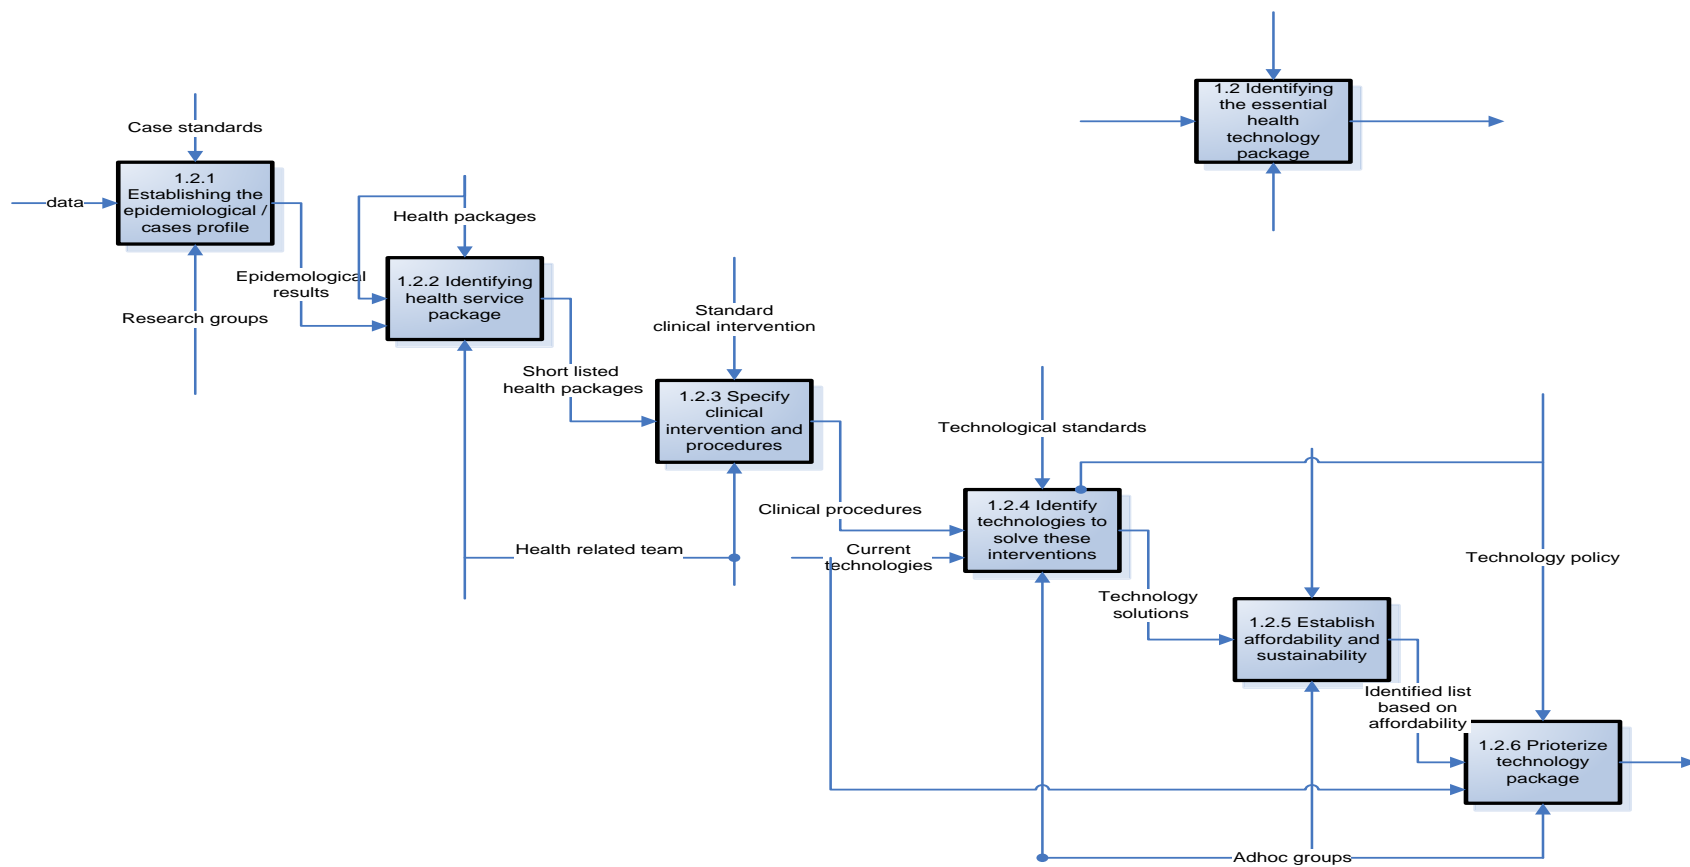 1.2 Identifying
the essential
health
technology
package
Case standards
1.2.1
Establishing the
epidemiological /
cases profile
data
Health packages
Epidemological
results
1.2.2 Identifying
health service
package
Research groups
Standard
clinical intervention
Short listed
health packages
1.2.3 Specify
clinical
intervention and
procedures
Technological standards
Clinical procedures
1.2.4 Identify
technologies to
solve these
interventions
Health related team
Current
technologies
Technology policy
Technology
solutions
1.2.5 Establish
affordability and
sustainability
Identified list
based on
affordability
1.2.6 Prioterize
technology
package
Adhoc groups